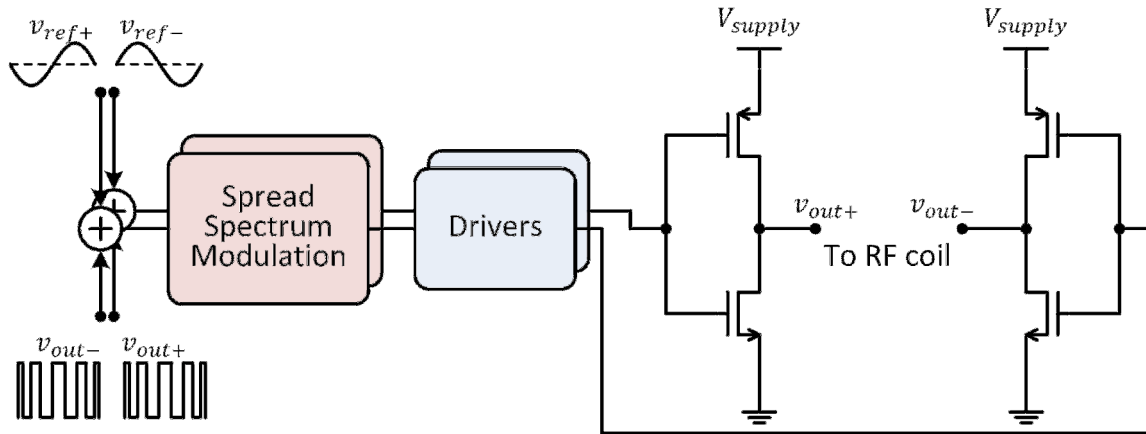 v_ref+ v_ref−
V_supply V_supply
Spread
Spectrum
Modulation
Drivers
v_out+ v_out−
To RF coil
+
+
v_out− v_out+